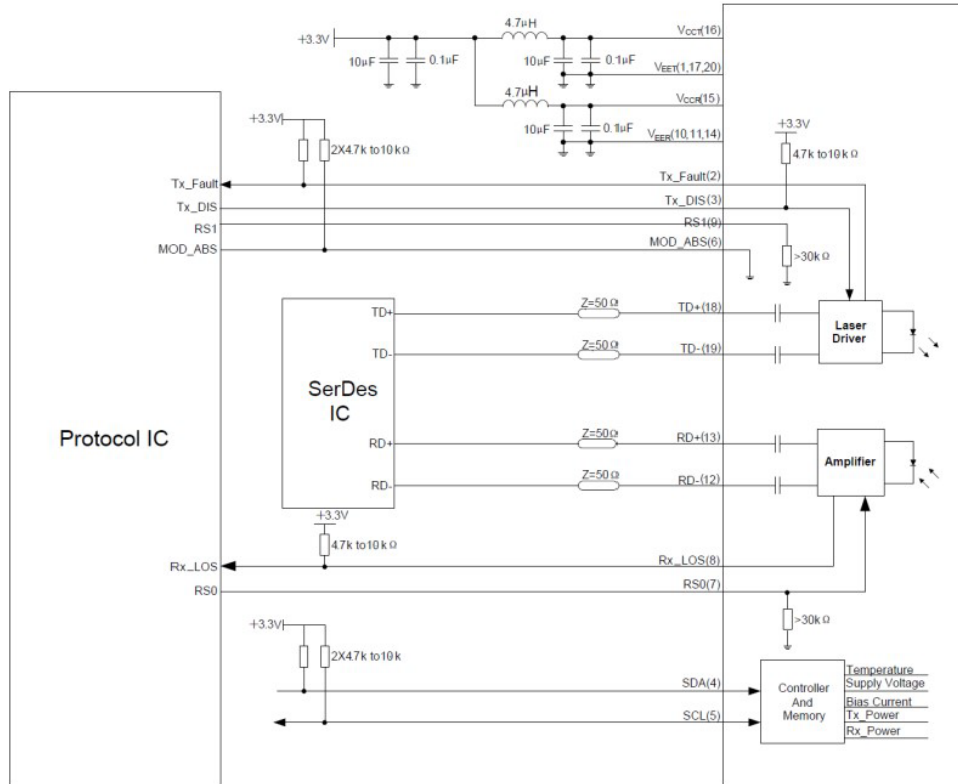 4.7μH
VCCT(16)
+3.3V
10μF
0.1μF
10μF
0.1μF
VEET(1,17,20)
4.7μH
VCCR(15)
10μF
0.1μF
VEER(10,11,14)
+3.3V
2X4.7k to10kΩ
+3.3V
4.7k to10kΩ
Tx_Fault
Tx_Fault(2)
Tx_DIS
Tx_DIS(3)
RS1
RS1(9)
MOD_ABS
MOD_ABS(6)
>30kΩ
TD+
Z=50Ω
TD+(18)
Laser
Driver
TD-
Z=50Ω
TD-(19)
SerDes
IC
Protocol IC
RD+
Z=50Ω
RD+(13)
Amplifier
RD-
Z=50Ω
RD-(12)
+3.3V
4.7k to10kΩ
Rx_LOS
Rx_LOS(8)
RS0
RS0(7)
>30kΩ
+3.3V
2X4.7k to10k
SDA(4)
SCL(5)
Controller
And
Memory
Temperature
Supply Voltage
Bias Current
Tx_Power
Rx_Power